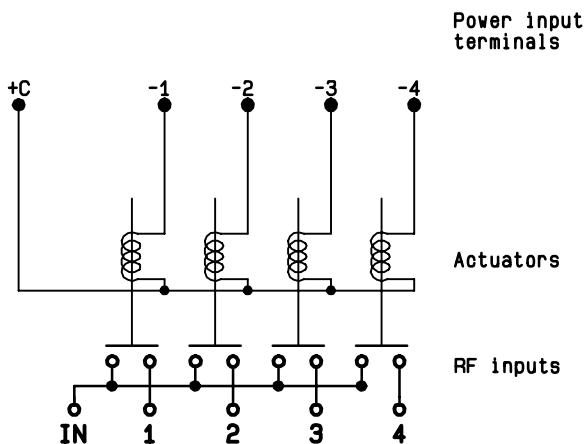 Power input
terminals
+C -1 -2 -3 -4
Actuators
RF inputs
IN 1 2 3 4